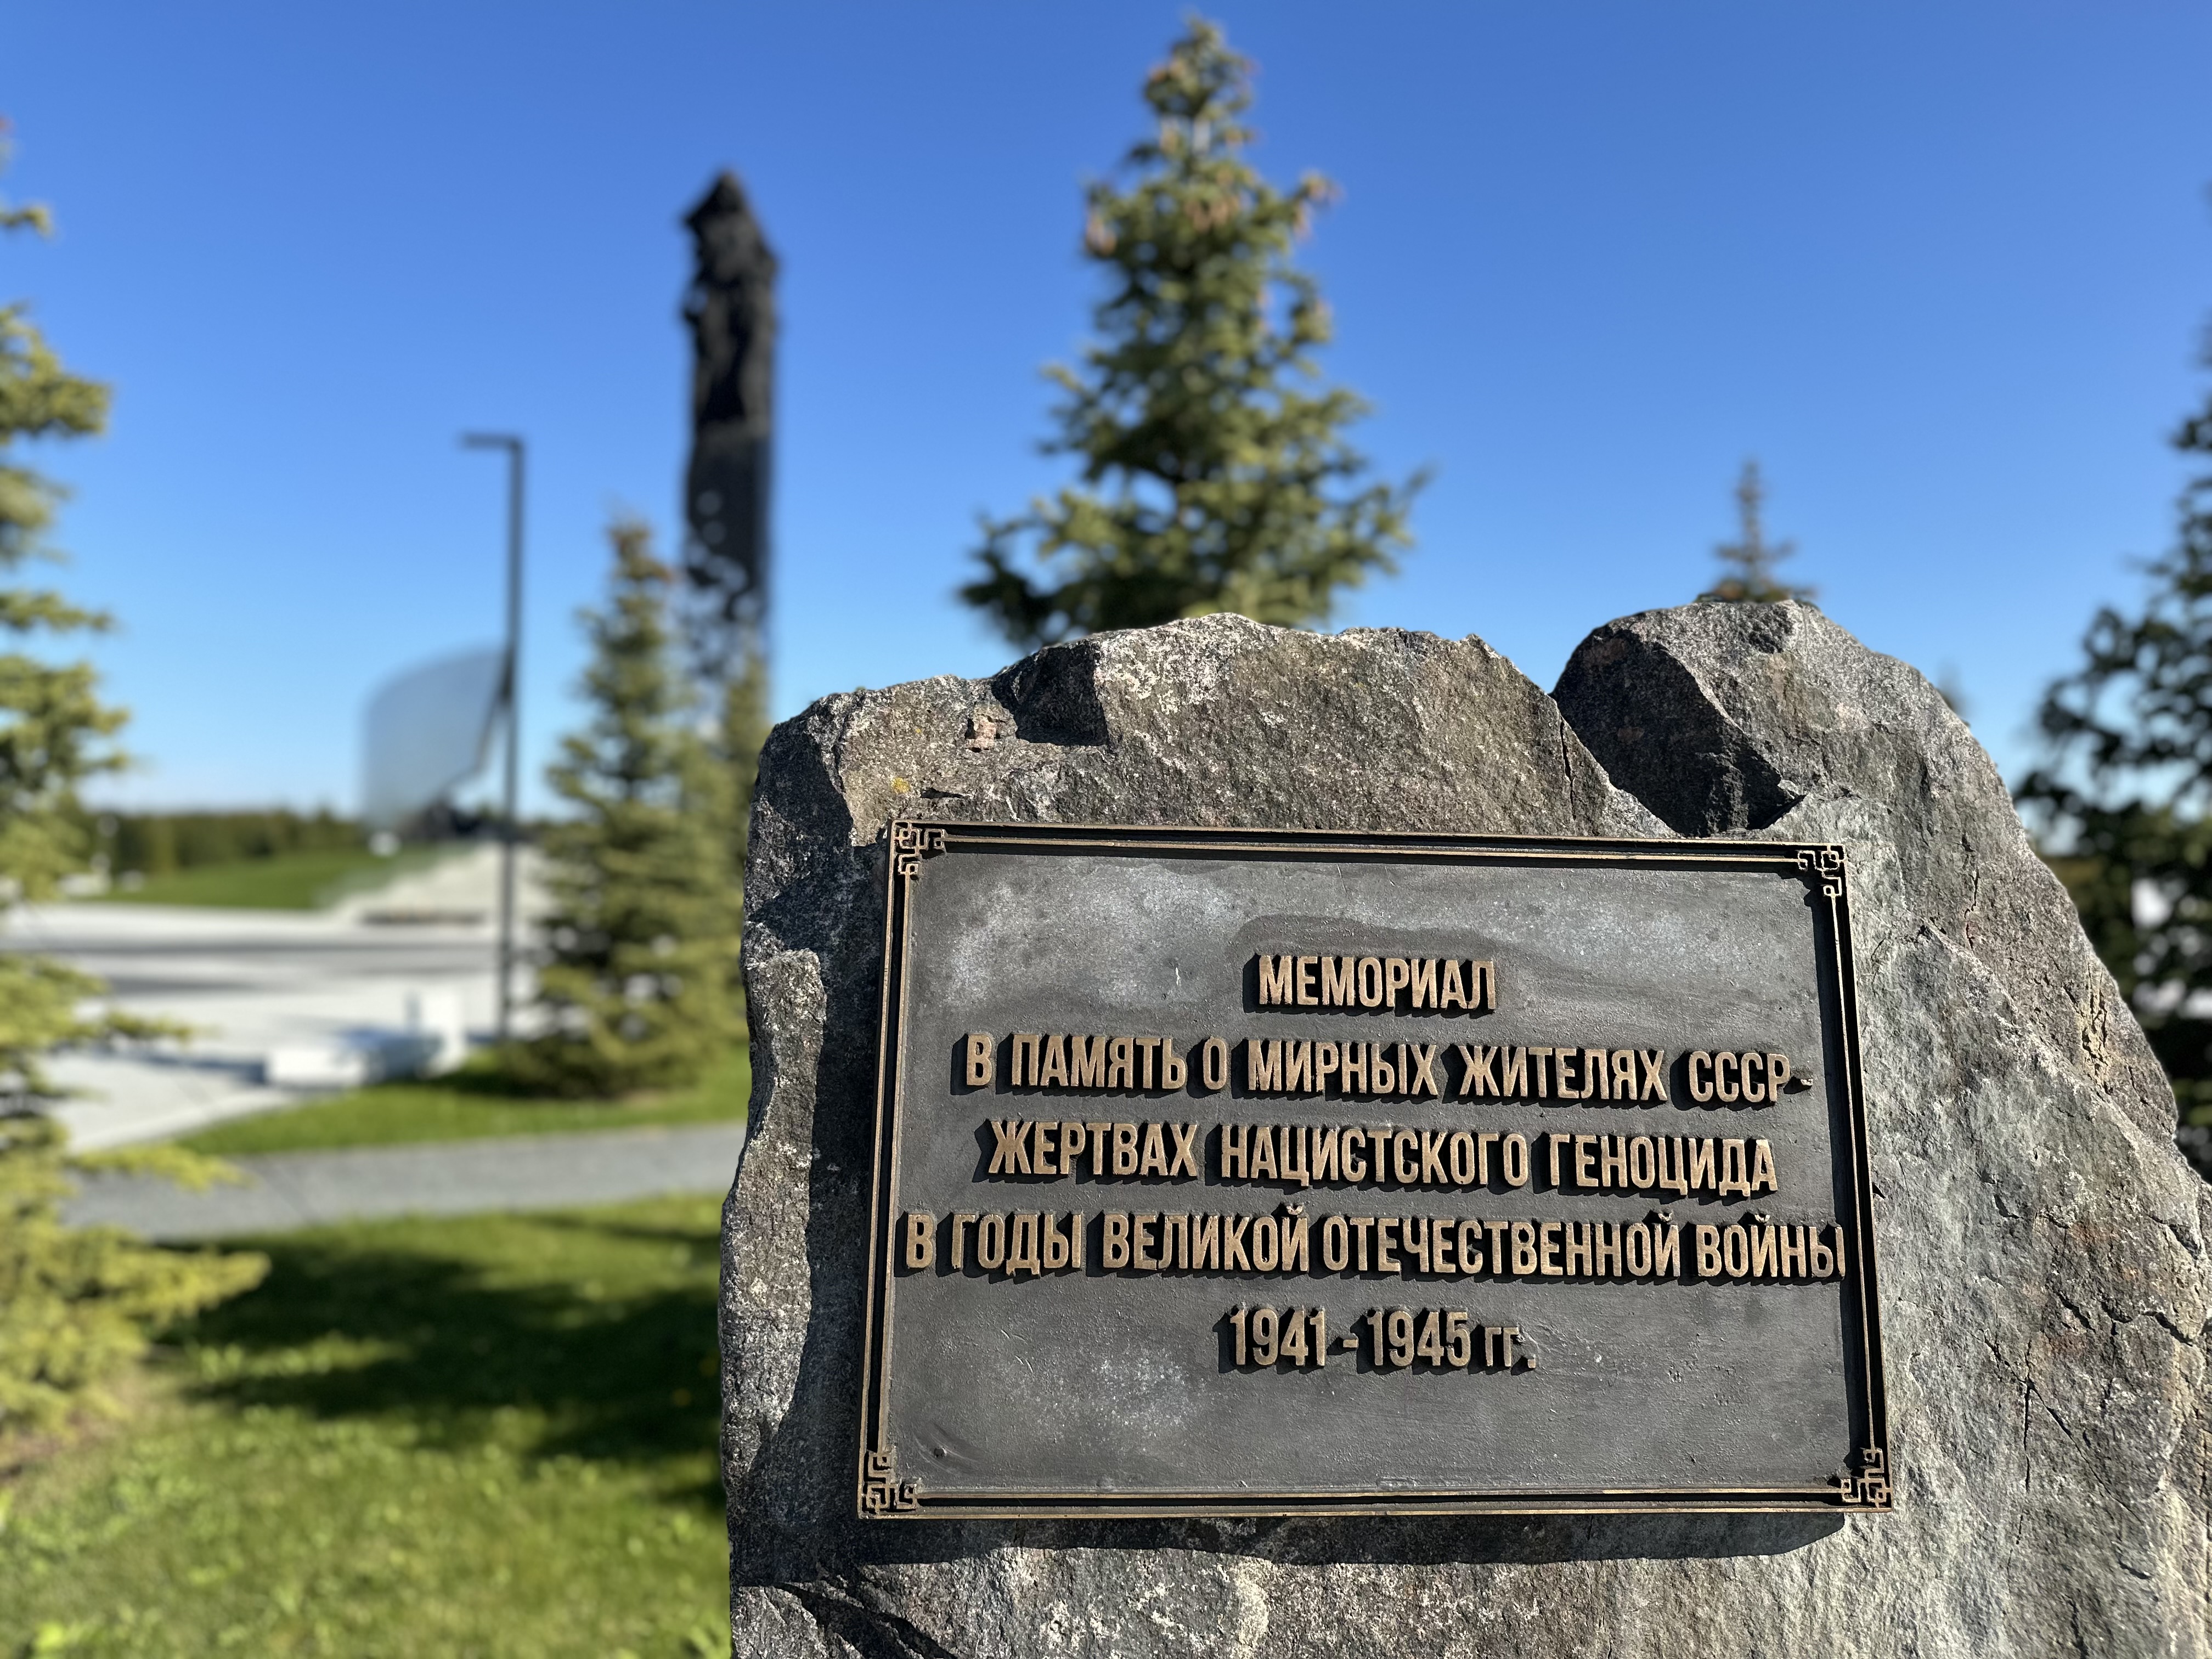 МЕМОРИАЛ
В ПАМЯТЬ О МИРНЫХ ЖИТЕЛЯХ СССР-
ЖЕРТВАХ НАЦИСТСКОГО ГЕНОЦИДА
В ГОДЫ ВЕЛИКОЙ ОТЕЧЕСТВЕННОЙ ВОЙНЫ
1941-1945 гг.